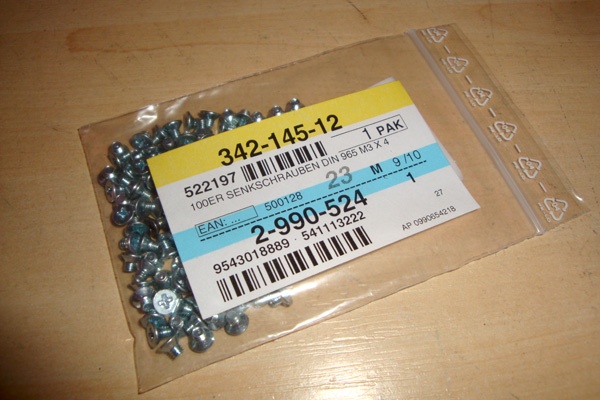 342-145-12
522197
1 PAK
100ER SENKSCHRAUBEN DIN 965 M3 X 4
EAN: ...
500128
23
M
9/10
2-990-524
1
9543018889 - 541113222
27
AP 0990654218